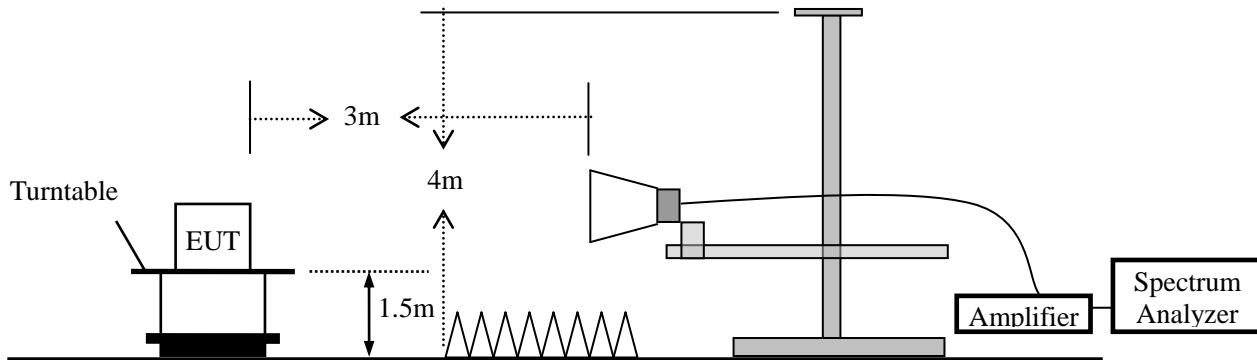 3m
4m
Turntable
EUT
1.5m
Amplifier
Spectrum
Analyzer